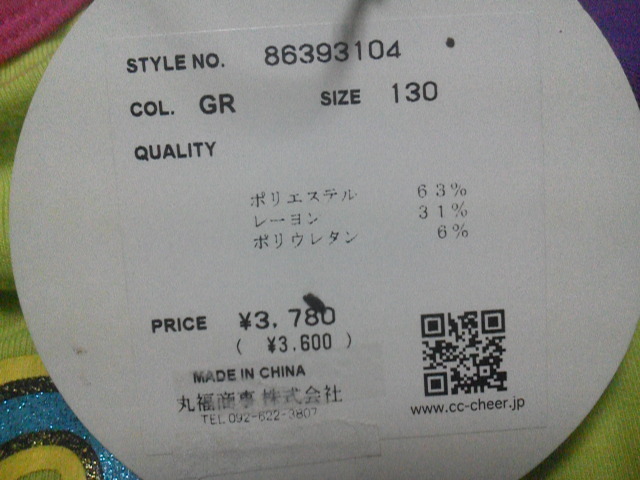 STYLE NO. 86393104
COL. GR SIZE 130
QUALITY
ポリエステル 63%
レーヨン 31%
ポリウレタン 6%
PRICE ¥3,780
( ¥3.600 )
MADE IN CHINA
丸福商事株式会社
TEL 092-622-3807
www.cc-cheer.jp